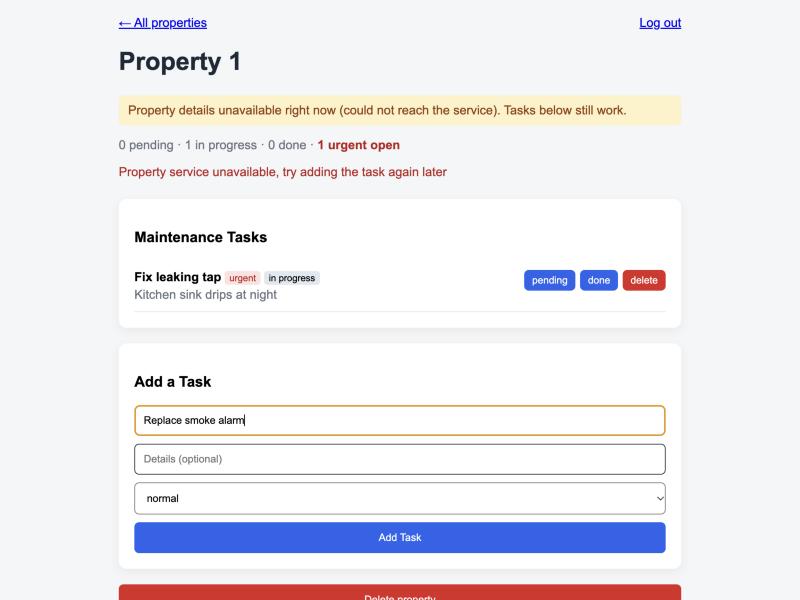 ← All properties
Log out
Property 1
Property details unavailable right now (could not reach the service). Tasks below still work.
0 pending · 1 in progress · 0 done · 1 urgent open
Property service unavailable, try adding the task again later
Maintenance Tasks
Fix leaking tap urgent in progress
pending done delete
Kitchen sink drips at night
Add a Task
Replace smoke alarm
Details (optional)
normal
Add Task
Delete property